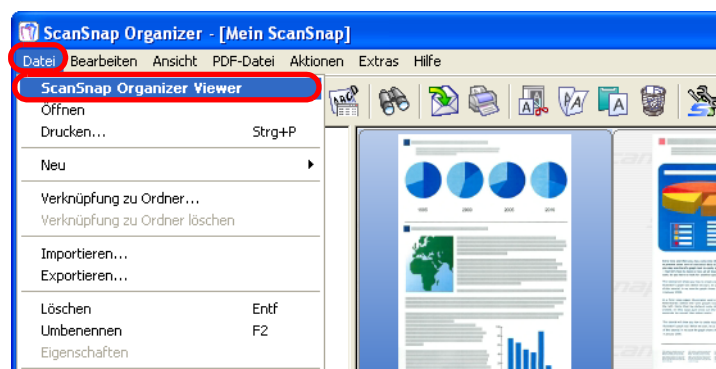 ScanSnap Organizer - [Mein ScanSnap]
Datei Bearbeiten Ansicht PDF-Datei Aktionen Extras Hilfe
ScanSnap Organizer Viewer
Öffnen
Drucken... Strg+P
Neu
Verknüpfung zu Ordner...
Verknüpfung zu Ordner löschen
Importieren...
Exportieren...
Löschen Entf
Umbenennen F2
Eigenschaften